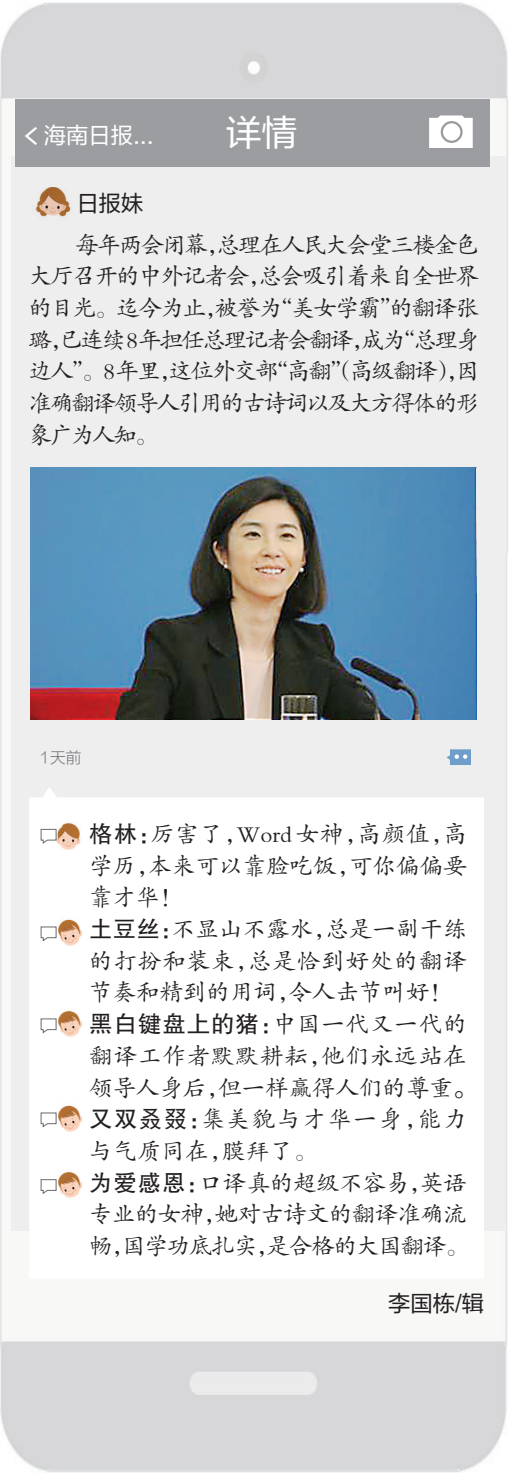 海南日报...
详情
日报妹
每年两会闭幕,总理在人民大会堂三楼金色
大厅召开的中外记者会,总会吸引着来自全世界
的目光。迄今为止,被誉为“美女学霸”的翻译张
璐,已连续8年担任总理记者会翻译,成为“总理身
边人”。8年里,这位外交部“高翻”(高级翻译),因
准确翻译领导人引用的古诗词以及大方得体的形
象广为人知。
1天前
格林:厉害了,Word女神,高颜值,高
学历,本来可以靠脸吃饭,可你偏偏要
靠才华!
土豆丝:不显山不露水,总是一副干练
的打扮和装束,总是恰到好处的翻译
节奏和精到的用词,令人击节叫好!
黑白键盘上的猪:中国一代又一代的
翻译工作者默默耕耘,他们永远站在
领导人身后,但一样赢得人们的尊重。
又双叒叕:集美貌与才华一身,能力
与气质同在,膜拜了。
为爱感恩:口译真的超级不容易,英语
专业的女神,她对古诗文的翻译准确流
畅,国学功底扎实,是合格的大国翻译。
李国栋/辑